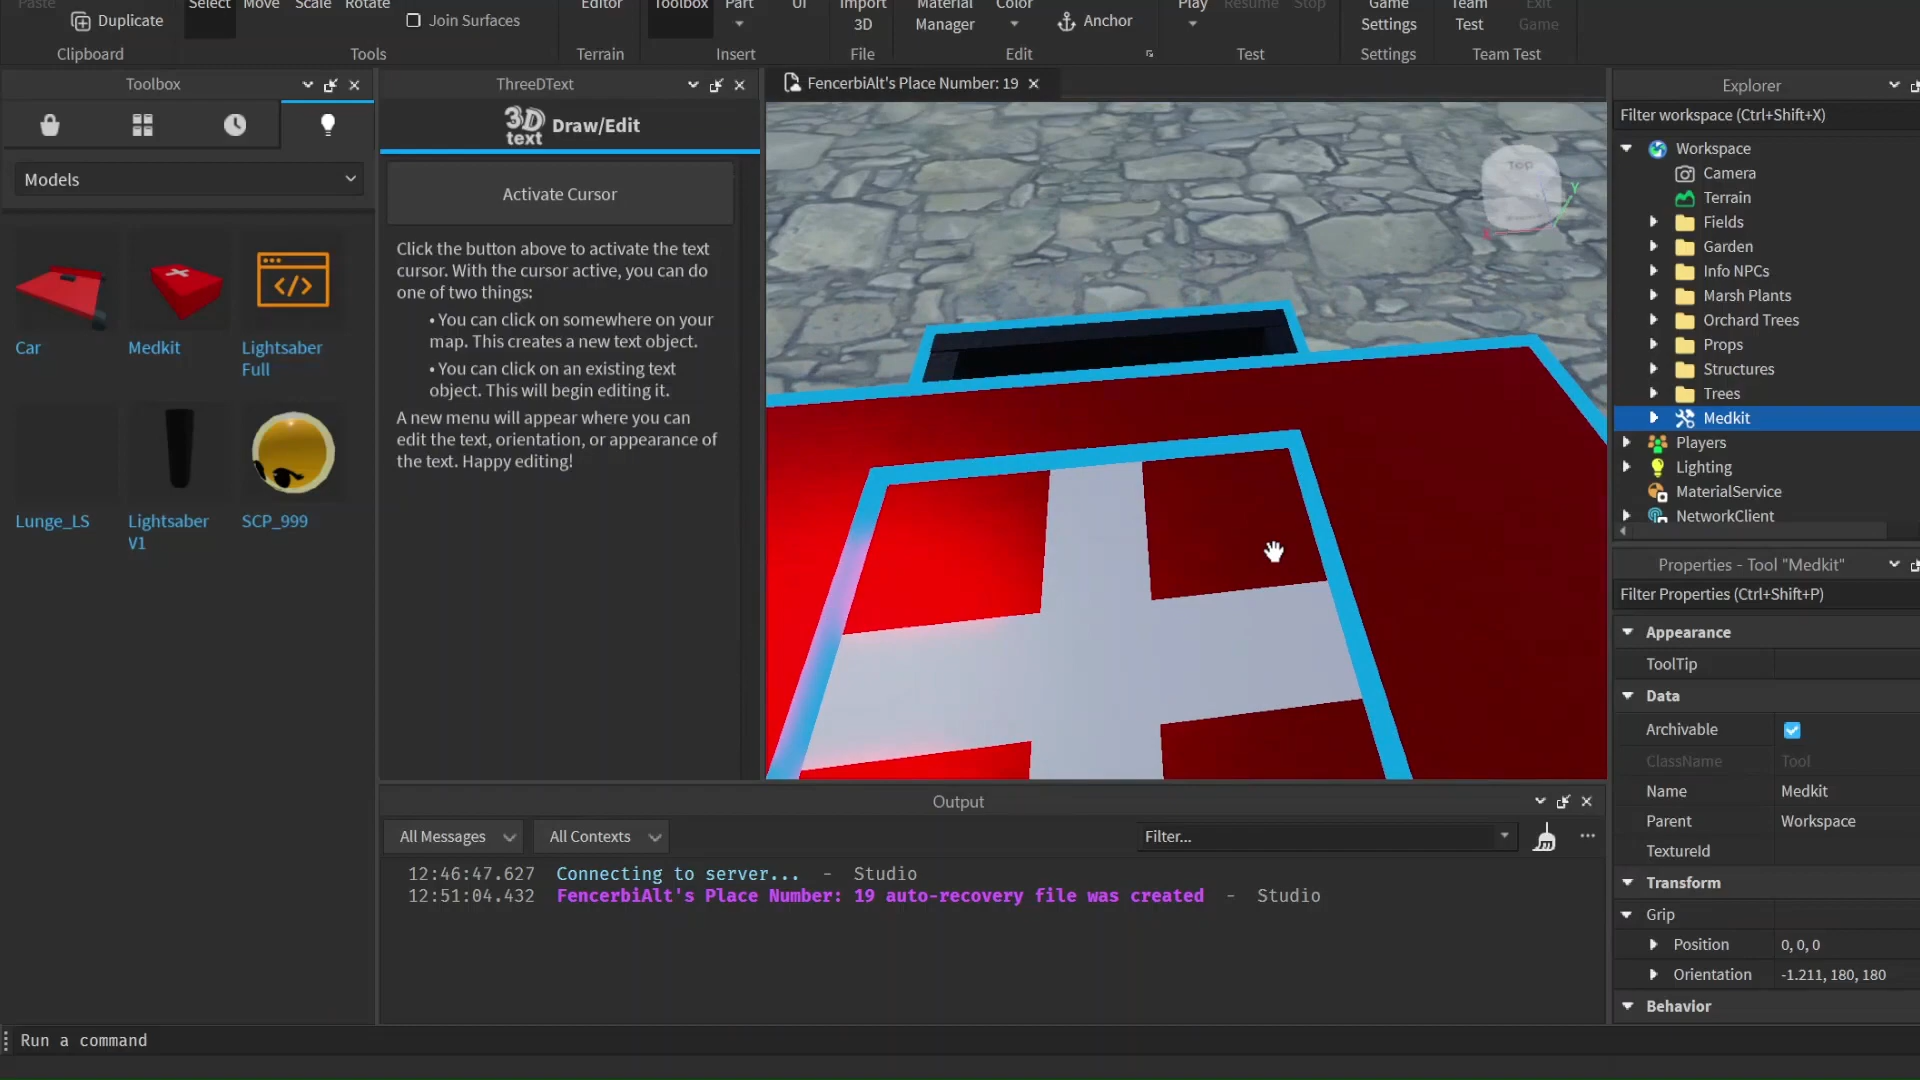 Paste
Duplicate
Clipboard
Select
Move
Scale
Rotate
Join Surfaces
Tools
Editor
Terrain
Toolbox
Part
UI
Insert
Import
3D
File
Material
Manager
Color
Anchor
Edit
Play
Resume
Stop
Test
Game
Settings
Settings
Team
Test
Exit
Game
Team Test
Toolbox
Models
Car
Medkit
Lightsaber
Full
Lunge_LS
Lightsaber
V1
SCP_999
ThreeDText
3D
text
Draw/Edit
Activate Cursor
Click the button above to activate the text
cursor. With the cursor active, you can do
one of two things:
• You can click on somewhere on your
map. This creates a new text object.
• You can click on an existing text
object. This will begin editing it.
A new menu will appear where you can
edit the text, orientation, or appearance of
the text. Happy editing!
FencerbiAlt's Place Number: 19
Top
Y
Output
All Messages
All Contexts
Filter...
12:46:47.627 Connecting to server... - Studio
12:51:04.432 FencerbiAlt's Place Number: 19 auto-recovery file was created - Studio
Run a command
Explorer
Filter workspace (Ctrl+Shift+X)
Workspace
Camera
Terrain
Fields
Garden
Info NPCs
Marsh Plants
Orchard Trees
Props
Structures
Trees
Medkit
Players
Lighting
MaterialService
NetworkClient
Properties - Tool "Medkit"
Filter Properties (Ctrl+Shift+P)
Appearance
ToolTip
Data
Archivable
ClassName Tool
Name Medkit
Parent Workspace
TextureId
Transform
Grip
Position 0, 0, 0
Orientation -1.211, 180, 180
Behavior